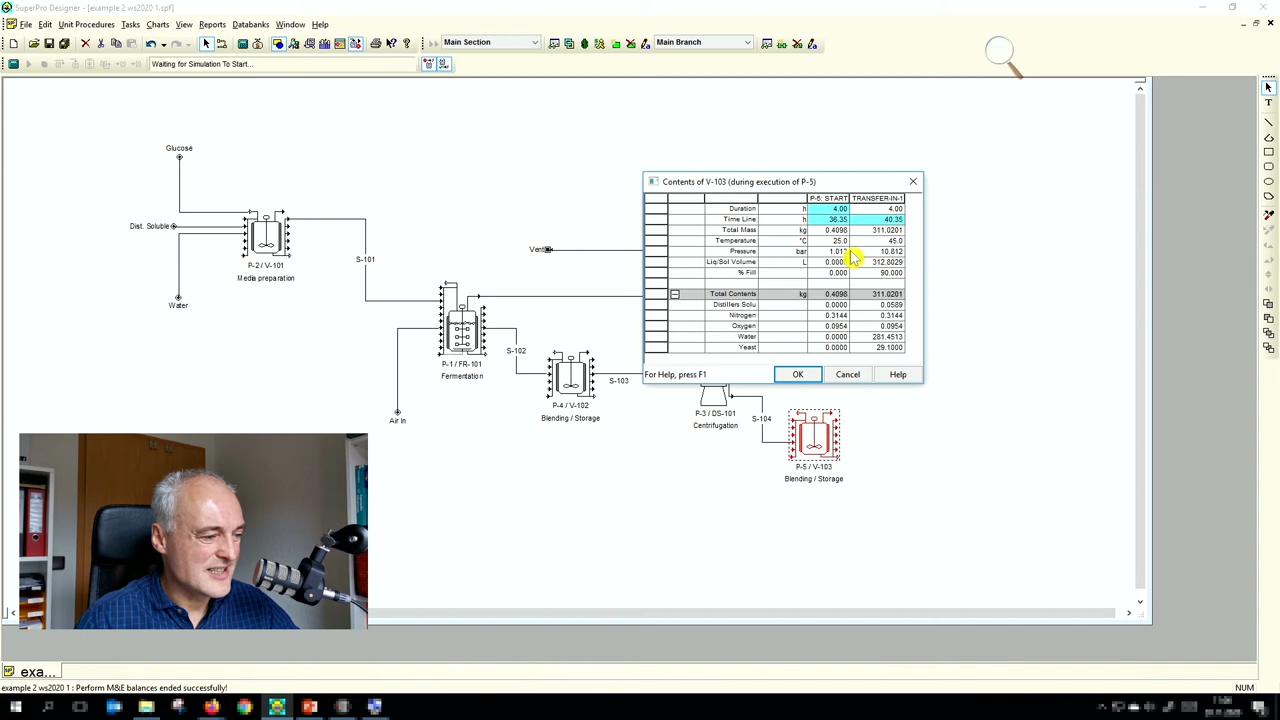 SuperPro Designer - [example 2 ws2020 1.spf]
File Edit Unit Procedures Tasks Charts View Reports Databanks Window Help
Main Section Main Branch
Waiting for Simulation To Start...
Glucose
Dist. Soluble
P-2 / V-101
Media preparation
Water
S-101
Vent
P-1 / FR-101
Fermentation
Air In
S-102
P-4 / V-102
Blending / Storage
S-103
P-3 / DS-101
Centrifugation
S-104
P-5 / V-103
Blending / Storage
Contents of V-103 (during execution of P-5)
P-5: START TRANSFER-IN-1
Duration h 4.00 4.00
Time Line h 36.35 40.35
Total Mass kg 0.4098 311.0201
Temperature °C 25.0 45.0
Pressure bar 1.013 10.812
Liq/Sol Volume L 0.0000 312.8029
% Fill 0.000 90.000
Total Contents kg 0.4098 311.0201
Distillers Solu 0.0000 0.0589
Nitrogen 0.3144 0.3144
Oxygen 0.0954 0.0954
Water 0.0000 281.4513
Yeast 0.0000 29.1000
For Help, press F1 OK Cancel Help
exa...
example 2 ws2020 1 : Perform M&E balances ended successfully!
NUM